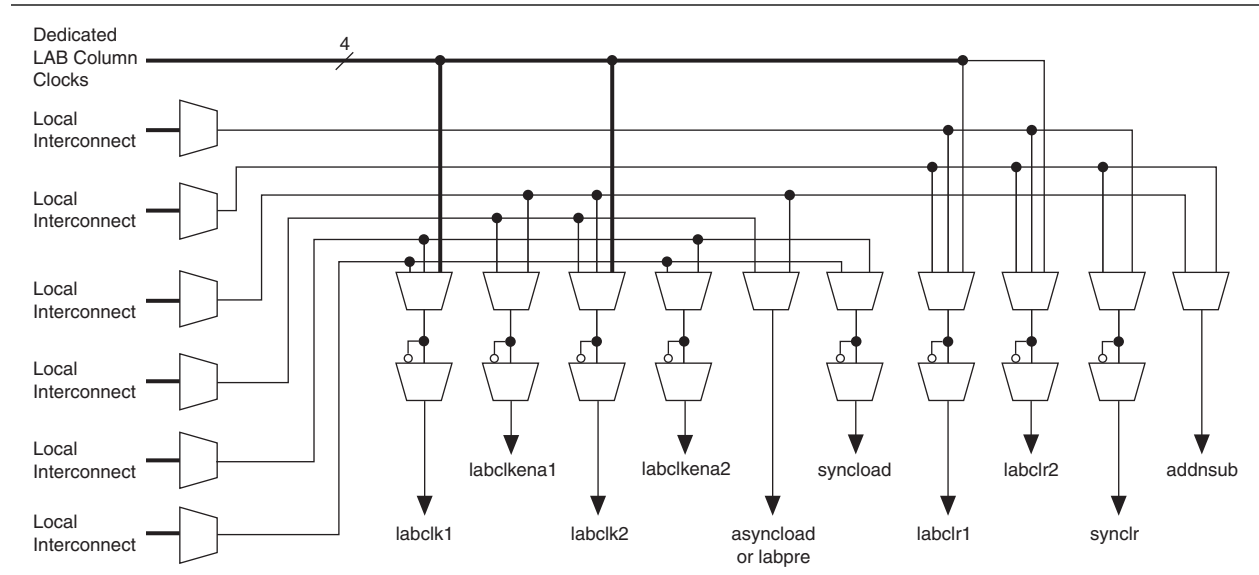 Dedicated
LAB Column
Clocks
4
Local
Interconnect
Local
Interconnect
Local
Interconnect
Local
Interconnect
Local
Interconnect
Local
Interconnect
labclkena1
labclkena2
syncload
labclr2
addnsub
labclk1
labclk2
asyncload
or labpre
labclr1
synclr